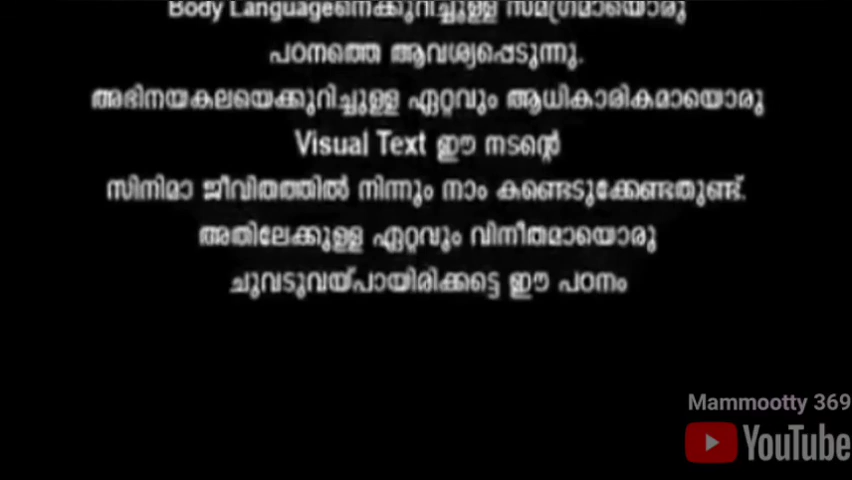 Body Languageനെക്കുറിച്ചുള്ള സമഗ്രമായൊരു
പഠനത്തെ ആവശ്യപ്പെടുന്നു.
അഭിനയകലയെക്കുറിച്ചുള്ള ഏറ്റവും ആധികാരികമായൊരു
Visual Text ഈ നടന്റെ
സിനിമാ ജീവിതത്തിൽ നിന്നും നാം കണ്ടെടുക്കേണ്ടതുണ്ട്.
അതിലേക്കുള്ള ഏറ്റവും വിനീതമായൊരു
ചുവടുവയ്പായിരിക്കട്ടെ ഈ പഠനം
Mammootty 369
YouTube